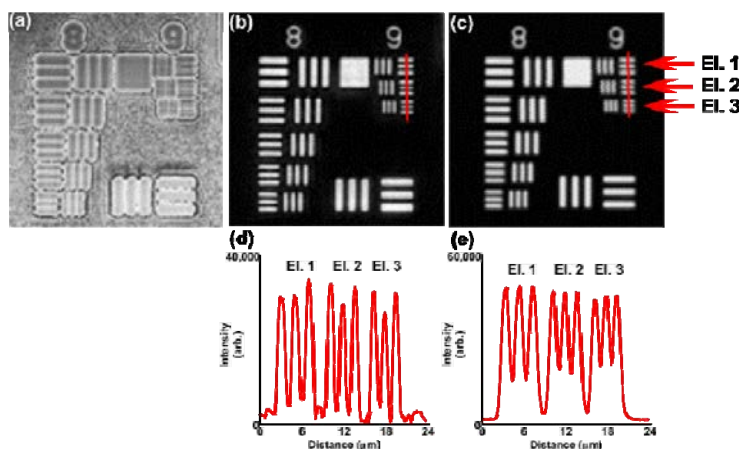 (a)
8 9
(b)
8 9
(c)
8 9
El. 1
El. 2
El. 3
(d)
40,000
El. 1 El. 2 El. 3
Intensity
(arb.)
0
0 6 12 18 24
Distance (μm)
(e)
60,000
El. 1 El. 2 El. 3
Intensity
(arb.)
0
0 6 12 18 24
Distance (μm)